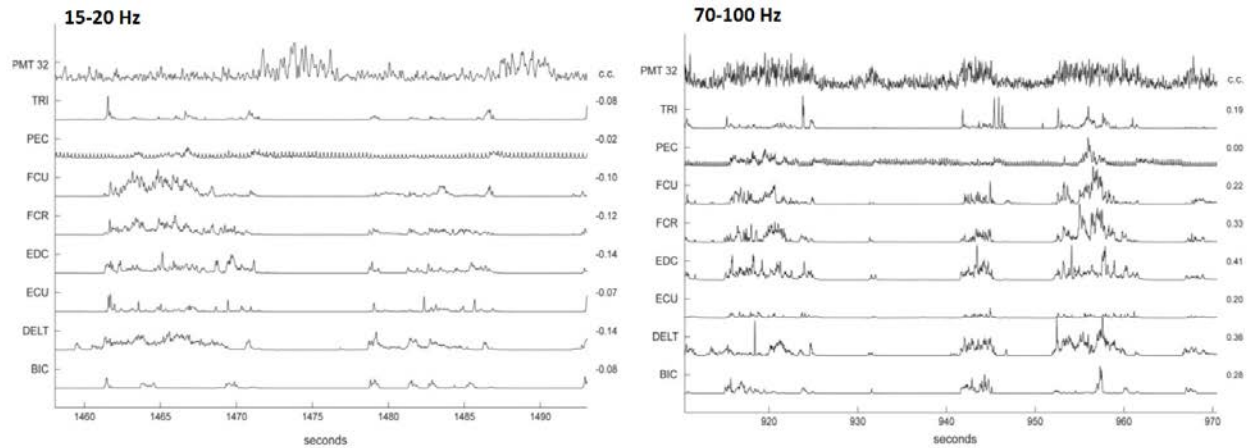 15-20 Hz
PMT 32
c.c.
TRI
-0.08
PEC
-0.02
FCU
-0.10
FCR
-0.12
EDC
-0.14
ECU
-0.07
DELT
-0.14
BIC
-0.08
1460 1465 1470 1475 1480 1485 1490
seconds
70-100 Hz
PMT 32
c.c.
TRI
0.19
PEC
0.00
FCU
0.22
FCR
0.33
EDC
0.41
ECU
0.20
DELT
0.36
BIC
0.28
920 930 940 950 960 970
seconds